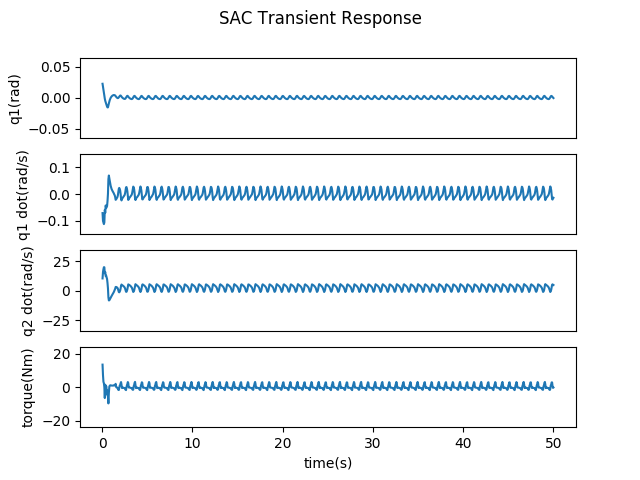 SAC Transient Response
0.05
0.00
−0.05
q1(rad)
0.1
0.0
−0.1
q1 dot(rad/s)
25
0
−25
q2 dot(rad/s)
20
0
−20
torque(Nm)
0 10 20 30 40 50
time(s)